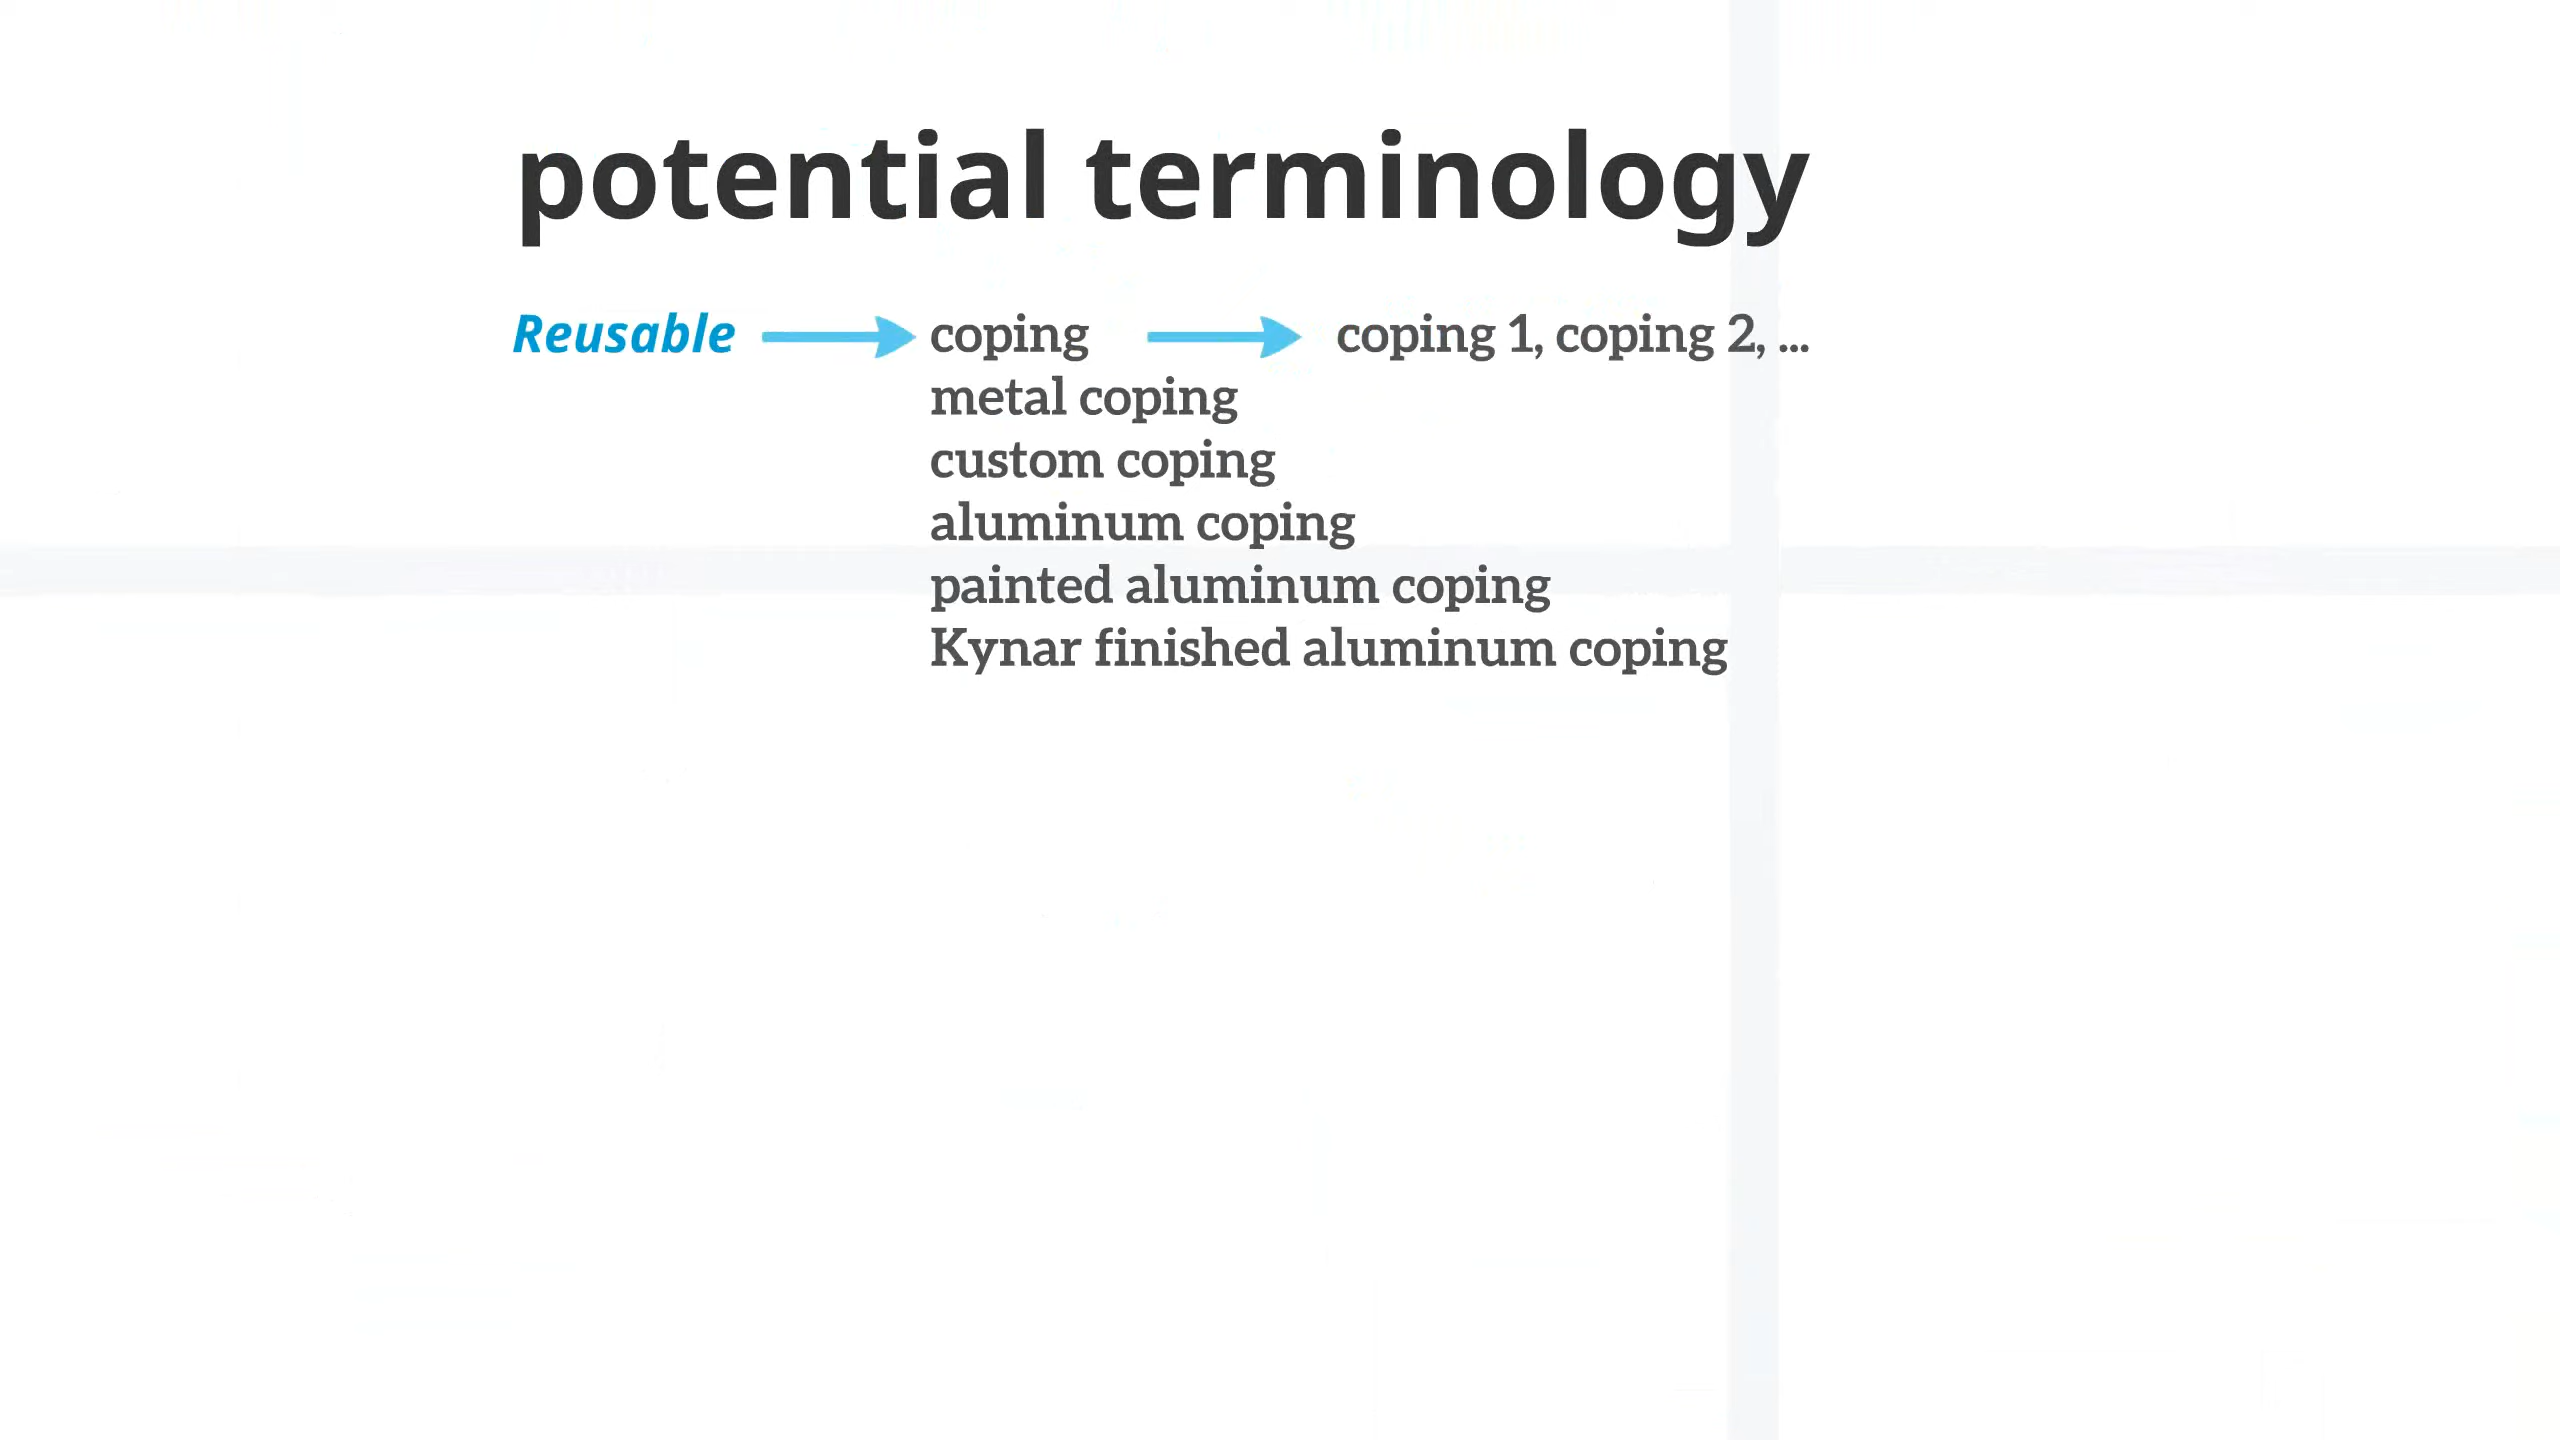 potential terminology
Reusable coping coping 1, coping 2, ...
metal coping
custom coping
aluminum coping
painted aluminum coping
Kynar finished aluminum coping